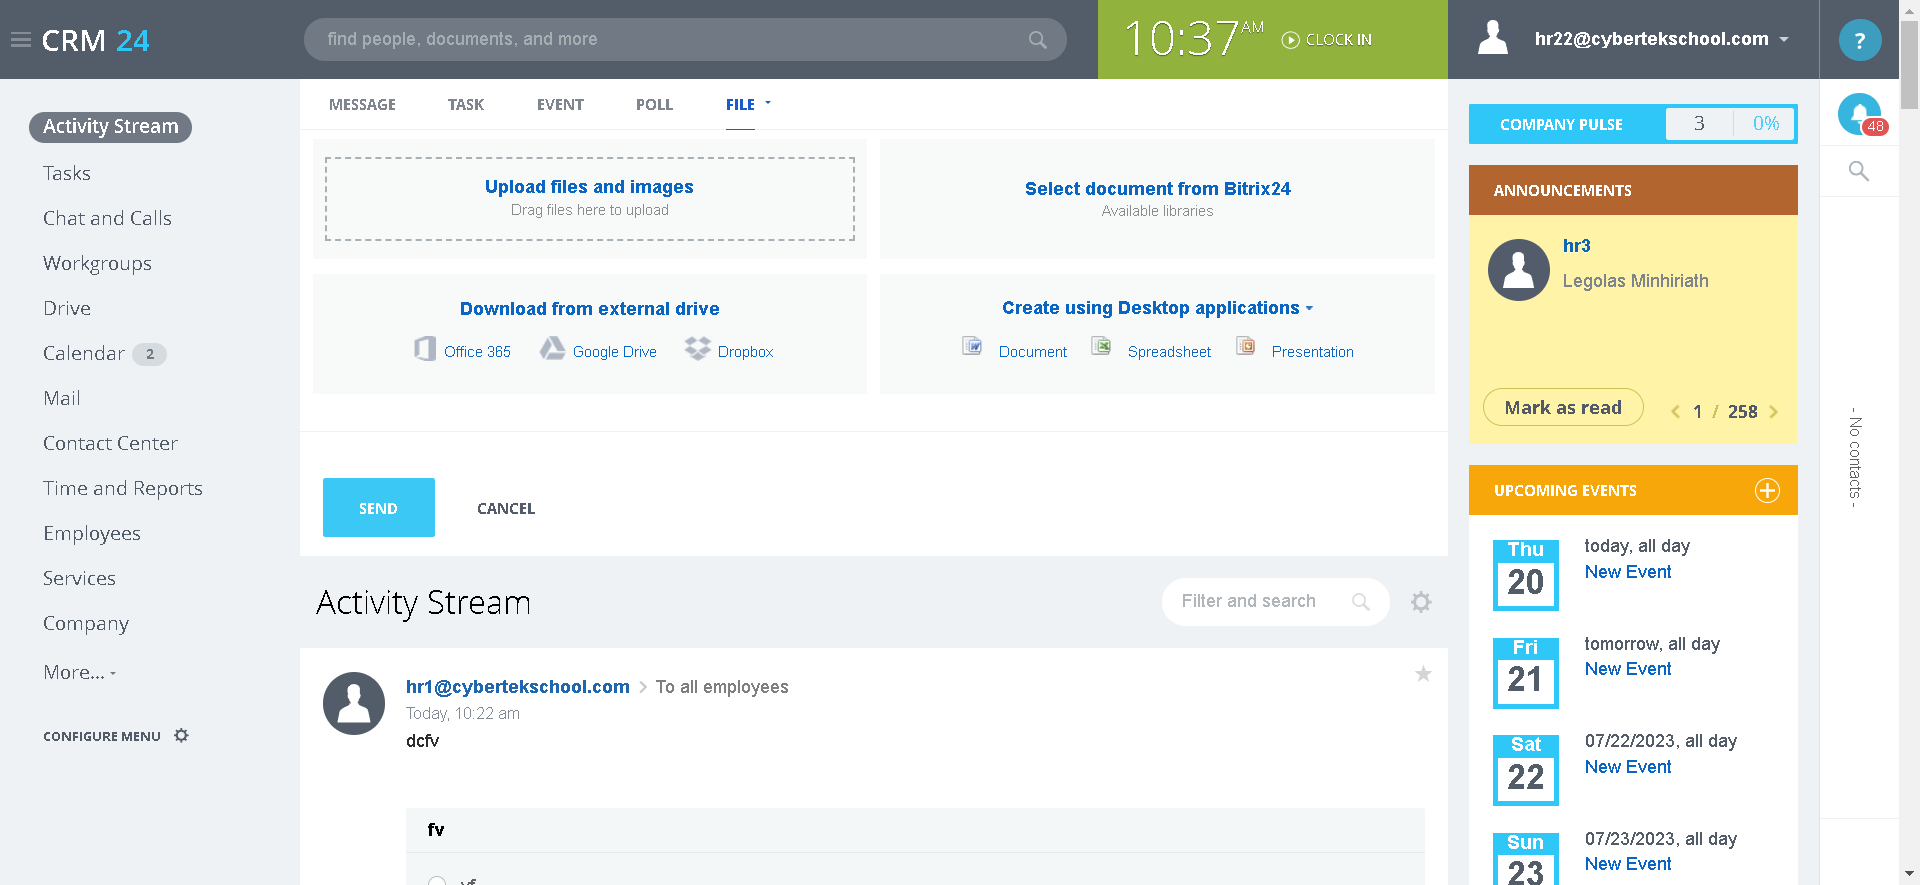 CRM 24
find people, documents, and more
10:37 AM
CLOCK IN
hr22@cybertekschool.com
?
Activity Stream
Tasks
Chat and Calls
Workgroups
Drive
Calendar 2
Mail
Contact Center
Time and Reports
Employees
Services
Company
More...
CONFIGURE MENU
MESSAGE TASK EVENT POLL FILE
Upload files and images
Drag files here to upload
Select document from Bitrix24
Available libraries
Download from external drive
Office 365 Google Drive Dropbox
Create using Desktop applications
Document Spreadsheet Presentation
SEND CANCEL
Activity Stream
Filter and search
hr1@cybertekschool.com To all employees
Today, 10:22 am
dcfv
fv
COMPANY PULSE 3 0%
ANNOUNCEMENTS
hr3
Legolas Minhiriath
Mark as read
1 / 258
UPCOMING EVENTS
Thu
20
today, all day
New Event
Fri
21
tomorrow, all day
New Event
Sat
22
07/22/2023, all day
New Event
Sun
23
07/23/2023, all day
New Event
48
- No contacts -